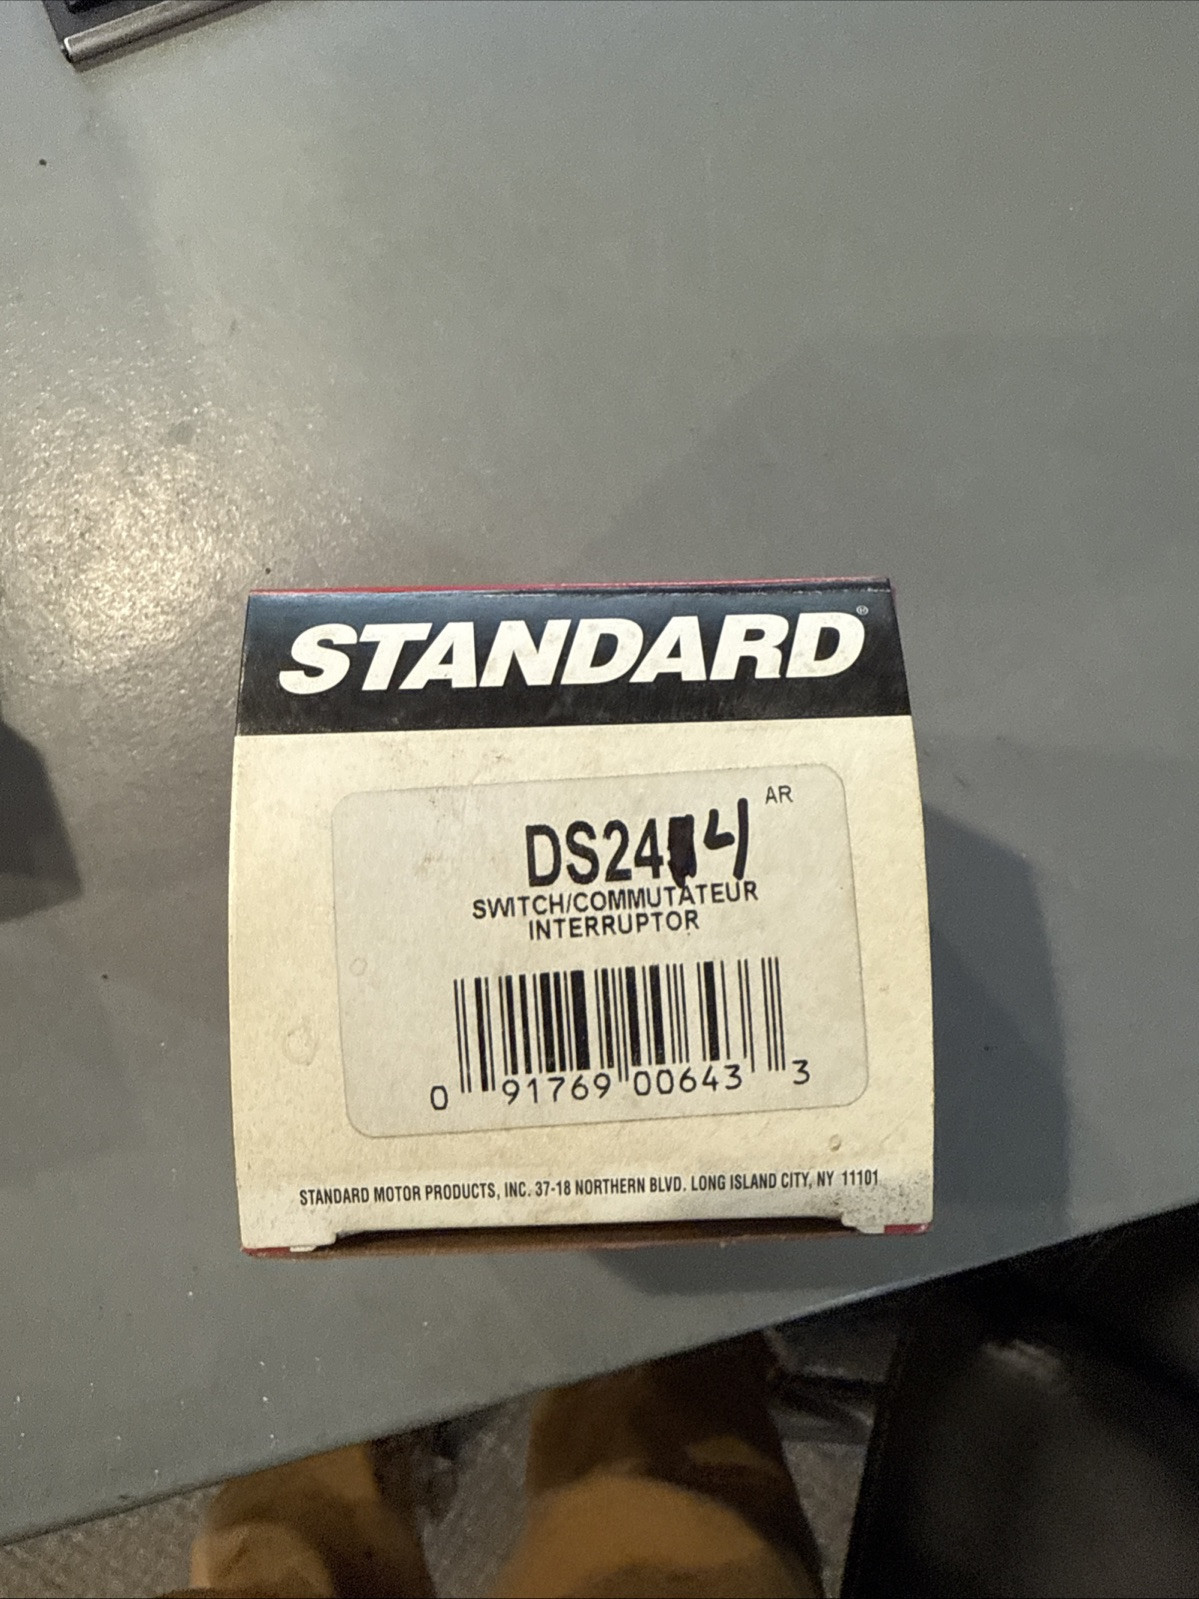 STANDARD®
AR
DS244
SWITCH/COMMUTATEUR
INTERRUPTOR
0 91769 00643 3
STANDARD MOTOR PRODUCTS, INC. 37-18 NORTHERN BLVD. LONG ISLAND CITY, NY 11101